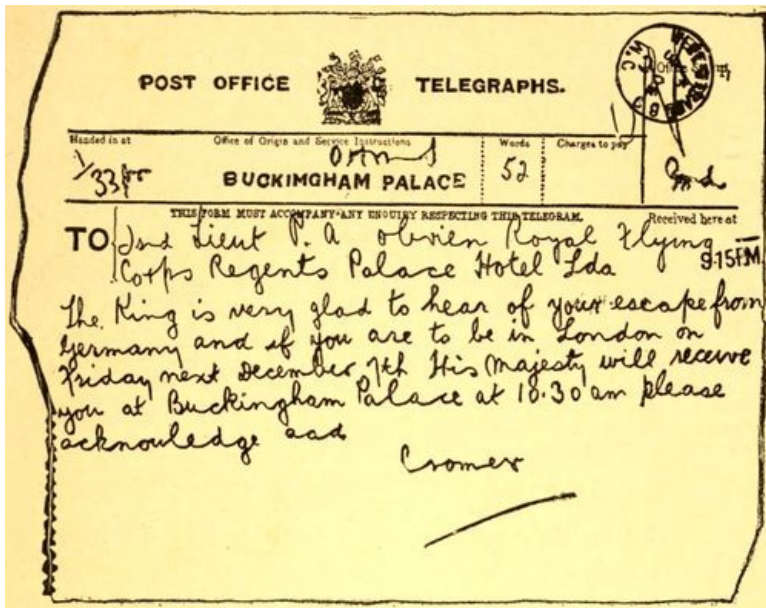 POST OFFICE TELEGRAPHS.
Handed in at Office of Origin and Service Instructions Words Charges to pay
BUCKIMGHAM PALACE 52
THIS FORM MUST ACCOMPANY ANY ENQUIRY RESPECTING THIS TELEGRAM. Received here at
TO 2nd Lieut P. A obrien Royal Flying
Corps Regents Palace Hotel Lda 9.15PM
The King is very glad to hear of your escape from
Germany and if you are to be in London on
Friday next December 7th His Majesty will receive
you at Buckingham Palace at 10.30 am please
acknowledge aad
Cromer